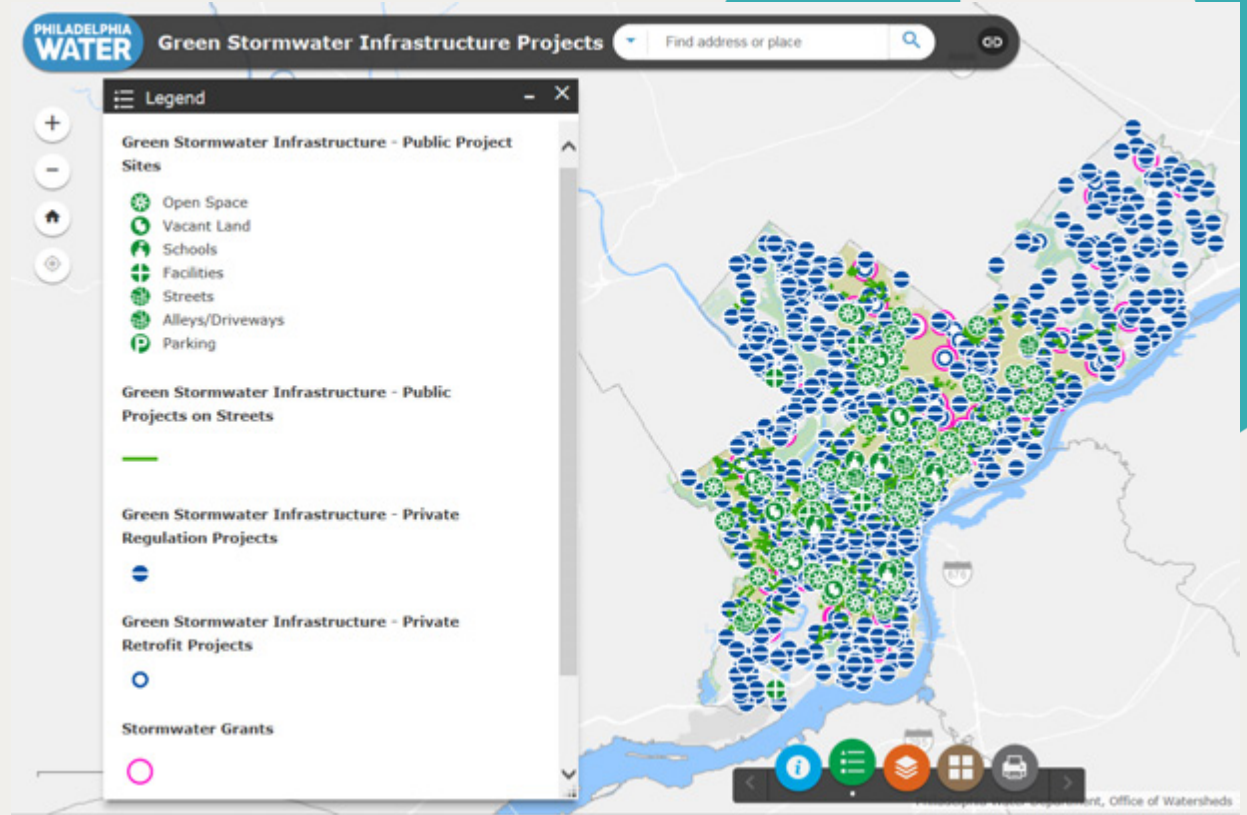 PHILADELPHIA
WATER
Green Stormwater Infrastructure Projects
Find address or place
Legend
Green Stormwater Infrastructure - Public Project
Sites
Open Space
Vacant Land
Schools
Facilities
Streets
Alleys/Driveways
Parking
Green Stormwater Infrastructure - Public
Projects on Streets
Green Stormwater Infrastructure - Private
Regulation Projects
Green Stormwater Infrastructure - Private
Retrofit Projects
Stormwater Grants
676
295
Philadelphia Water Department, Office of Watersheds